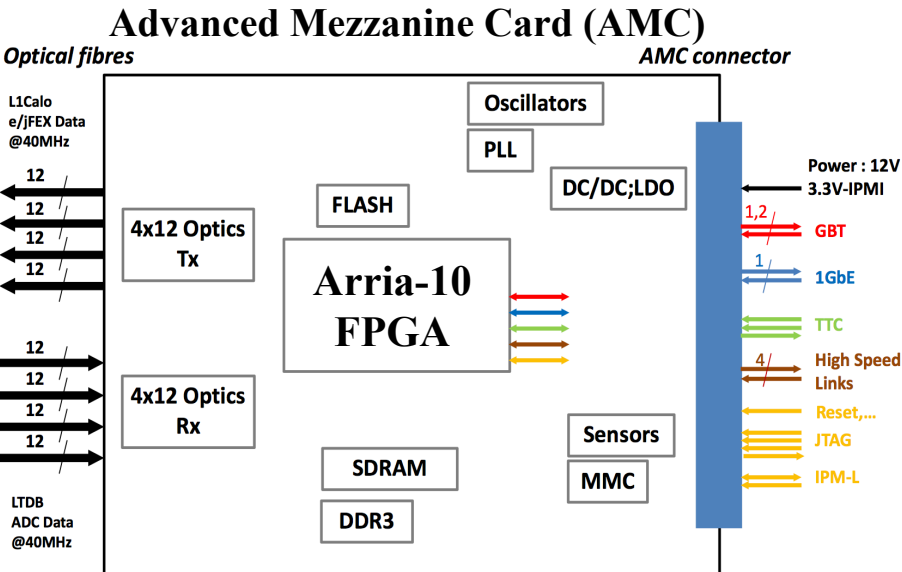 Advanced Mezzanine Card (AMC)
Optical fibres
AMC connector
L1Calo
e/jFEX Data
@40MHz
12
12
12
12
4x12 Optics
Tx
12
12
12
12
4x12 Optics
Rx
LTDB
ADC Data
@40MHz
Oscillators
PLL
DC/DC;LDO
FLASH
Arria-10
FPGA
SDRAM
DDR3
Sensors
MMC
Power : 12V
3.3V-IPMI
1,2
GBT
1
1GbE
TTC
4
High Speed
Links
Reset,...
JTAG
IPM-L